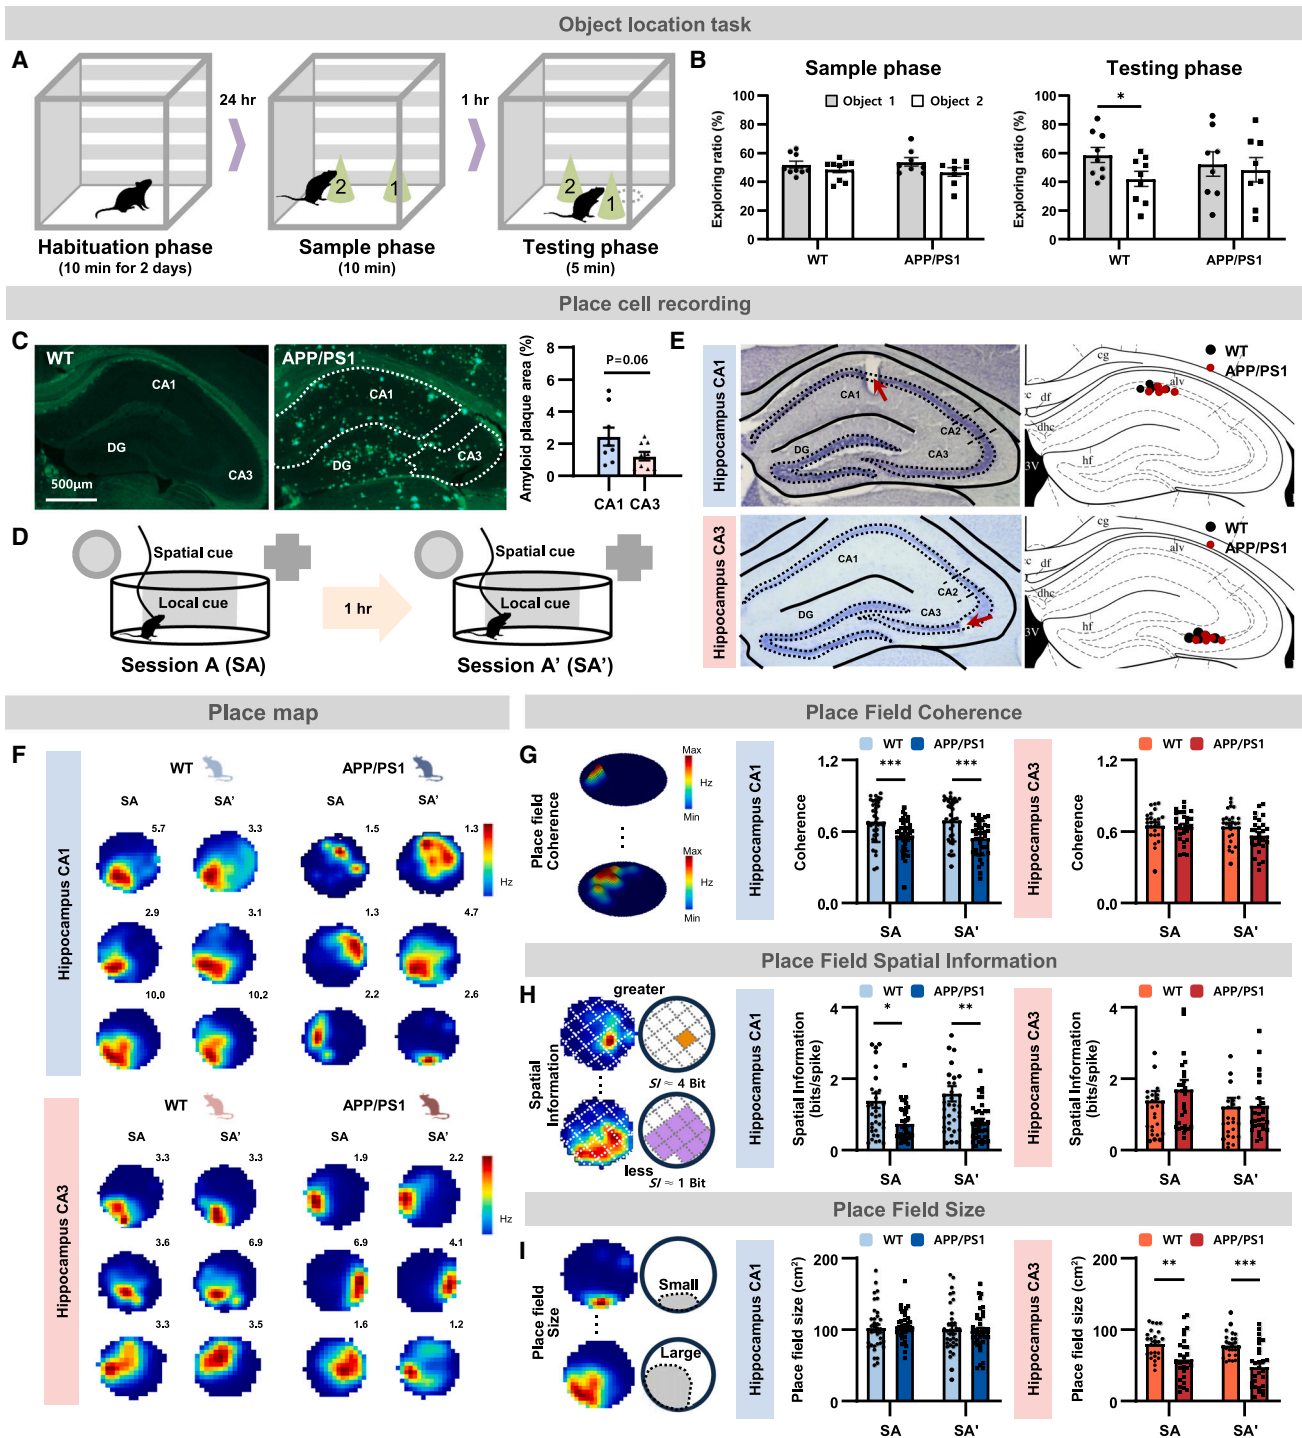 Object location task
A
24 hr
1 hr
2
1
2
1
Habituation phase
(10 min for 2 days)
Sample phase
(10 min)
Testing phase
(5 min)
B
Sample phase
Testing phase
Object 1
Object 2
Exploring ratio (%)
100
80
60
40
20
0
WT
APP/PS1
Exploring ratio (%)
100
80
60
40
20
0
*
WT
APP/PS1
Place cell recording
C
WT
CA1
DG
CA3
500μm
APP/PS1
CA1
DG
CA3
Amyloid plaque area (%)
8
6
4
2
0
P=0.06
CA1 CA3
D
Spatial cue
Local cue
Session A (SA)
1 hr
Spatial cue
Local cue
Session A' (SA')
E
Hippocampus CA1
CA1
CA2
CA3
DG
WT
APP/PS1
cg
alv
cc
df
dhc
hf
3V
Hippocampus CA3
CA1
CA2
CA3
DG
WT
APP/PS1
cg
alv
cc
df
dhc
hf
3V
Place map
F
Hippocampus CA1
WT
APP/PS1
SA
SA'
SA
SA'
5.7
3.3
1.5
1.3
Hz
2.9
3.1
1.3
4.7
10.0
10.2
2.2
2.6
Hippocampus CA3
WT
APP/PS1
SA
SA'
SA
SA'
3.3
3.3
1.9
2.2
Hz
3.6
6.9
6.9
4.1
3.3
3.5
1.6
1.2
Place Field Coherence
G
Place field
Coherence
Max
Hz
Min
Max
Hz
Min
Hippocampus CA1
WT
APP/PS1
Coherence
1.2
0.6
0.0
***
***
SA
SA'
Hippocampus CA3
WT
APP/PS1
Coherence
1.2
0.6
0.0
SA
SA'
Place Field Spatial Information
H
Spatial
Information
greater
SI ≈ 4 Bit
less
SI ≈ 1 Bit
Hippocampus CA1
WT
APP/PS1
Spatial Information
(bits/spike)
4
2
0
*
**
SA
SA'
Hippocampus CA3
WT
APP/PS1
Spatial Information
(bits/spike)
4
2
0
SA
SA'
Place Field Size
I
Place field
Size
Small
Large
Hippocampus CA1
WT
APP/PS1
Place field size (cm²)
200
100
0
SA
SA'
Hippocampus CA3
WT
APP/PS1
Place field size (cm²)
200
100
0
**
***
SA
SA'